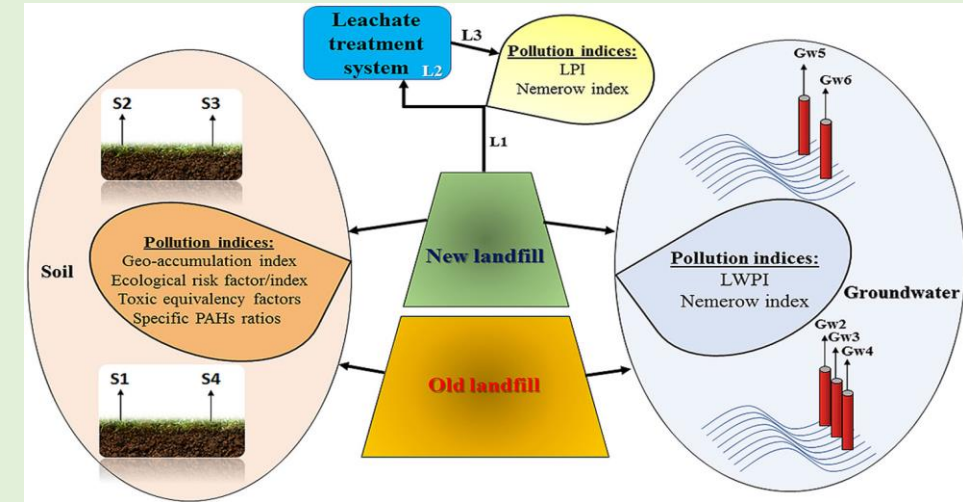 Leachate
treatment
system L2
L3
Pollution indices:
LPI
Nemerow index
L1
S2 S3
Soil
Pollution indices:
Geo-accumulation index
Ecological risk factor/index
Toxic equivalency factors
Specific PAHs ratios
S1 S4
New landfill
Old landfill
Gw5
Gw6
Pollution indices:
LWPI
Nemerow index
Groundwater
Gw2
Gw3
Gw4